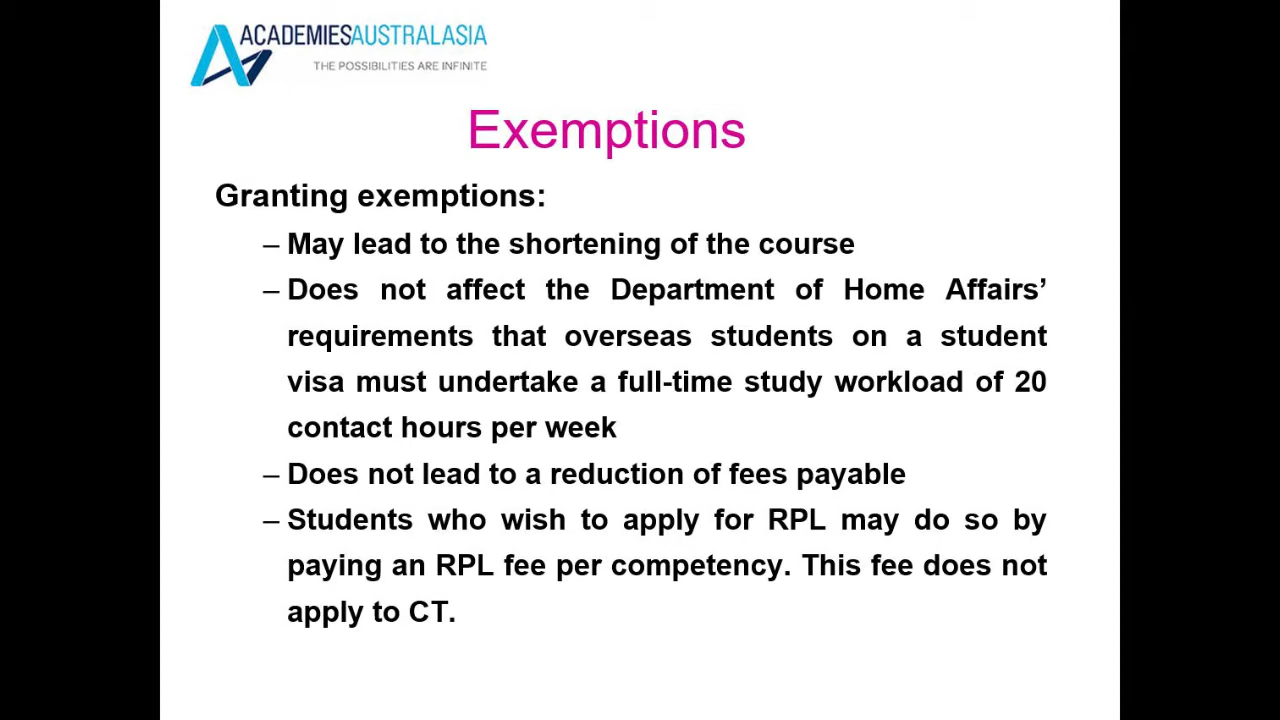 ACADEMIESAUSTRALASIA
THE POSSIBILITIES ARE INFINITE
Exemptions
Granting exemptions:
– May lead to the shortening of the course
– Does not affect the Department of Home Affairs’
requirements that overseas students on a student
visa must undertake a full-time study workload of 20
contact hours per week
– Does not lead to a reduction of fees payable
– Students who wish to apply for RPL may do so by
paying an RPL fee per competency. This fee does not
apply to CT.